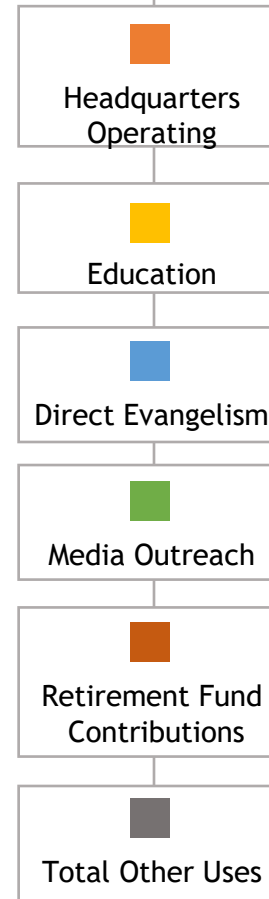 Headquarters
Operating
Education
Direct Evangelism
Media Outreach
Retirement Fund
Contributions
Total Other Uses